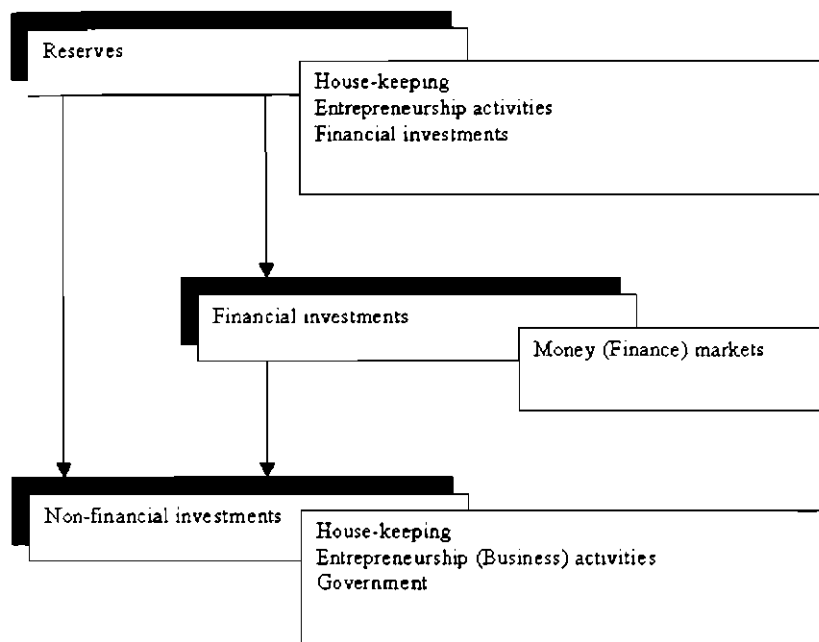 Reserves
House-keeping
Entrepreneurship activities
Financial investments
Financial investments
Money (Finance) markets
Non-financial investments
House-keeping
Entrepreneurship (Business) activities
Government